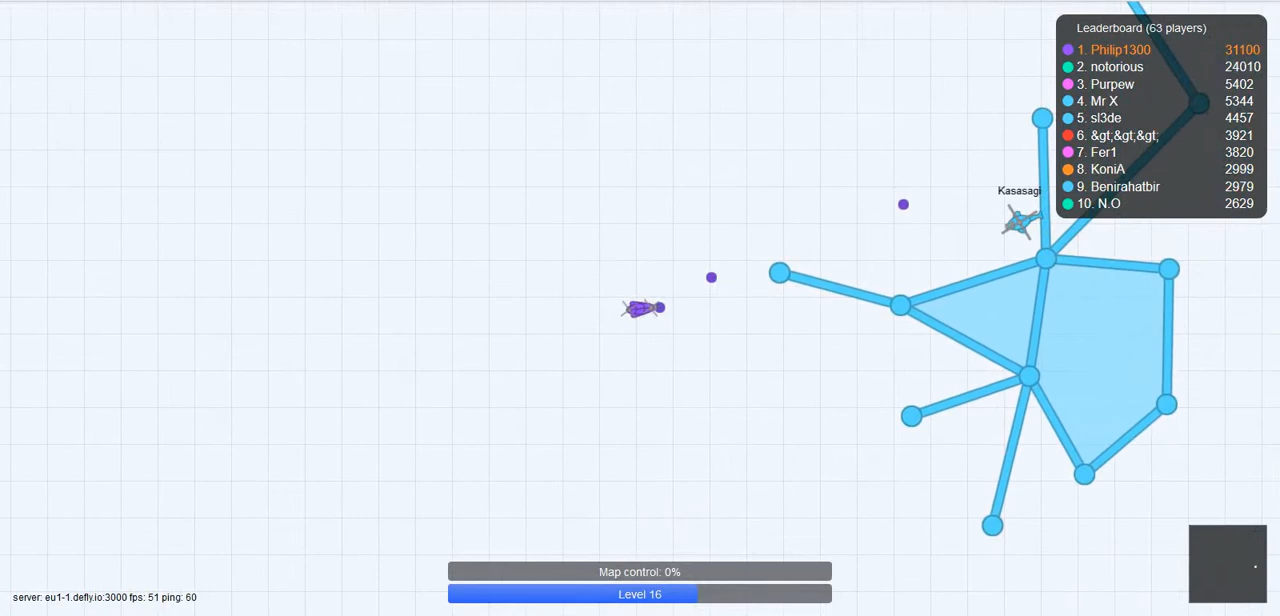 Leaderboard (63 players)
1. Philip1300 31100
2. notorious 24010
3. Purpew 5402
4. Mr X 5344
5. sl3de 4457
6. &gt;&gt;&gt; 3921
7. Fer1 3820
8. KoniA 2999
9. Benirahatbir 2979
10. N.O 2629
Kasasagi
Map control: 0%
Level 16
server: eu1-1.defly.io:3000 fps: 51 ping: 60